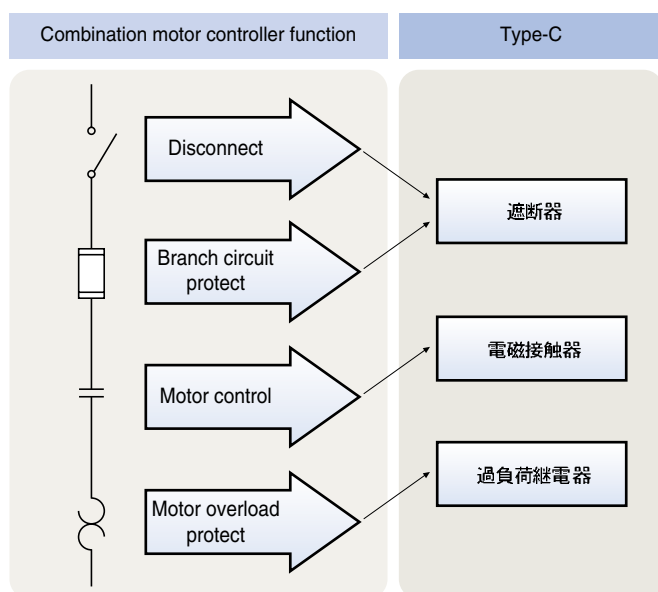 Combination motor controller function
Type-C
Disconnect
遮断器
Branch circuit
protect
電磁接触器
Motor control
過負荷継電器
Motor overload
protect